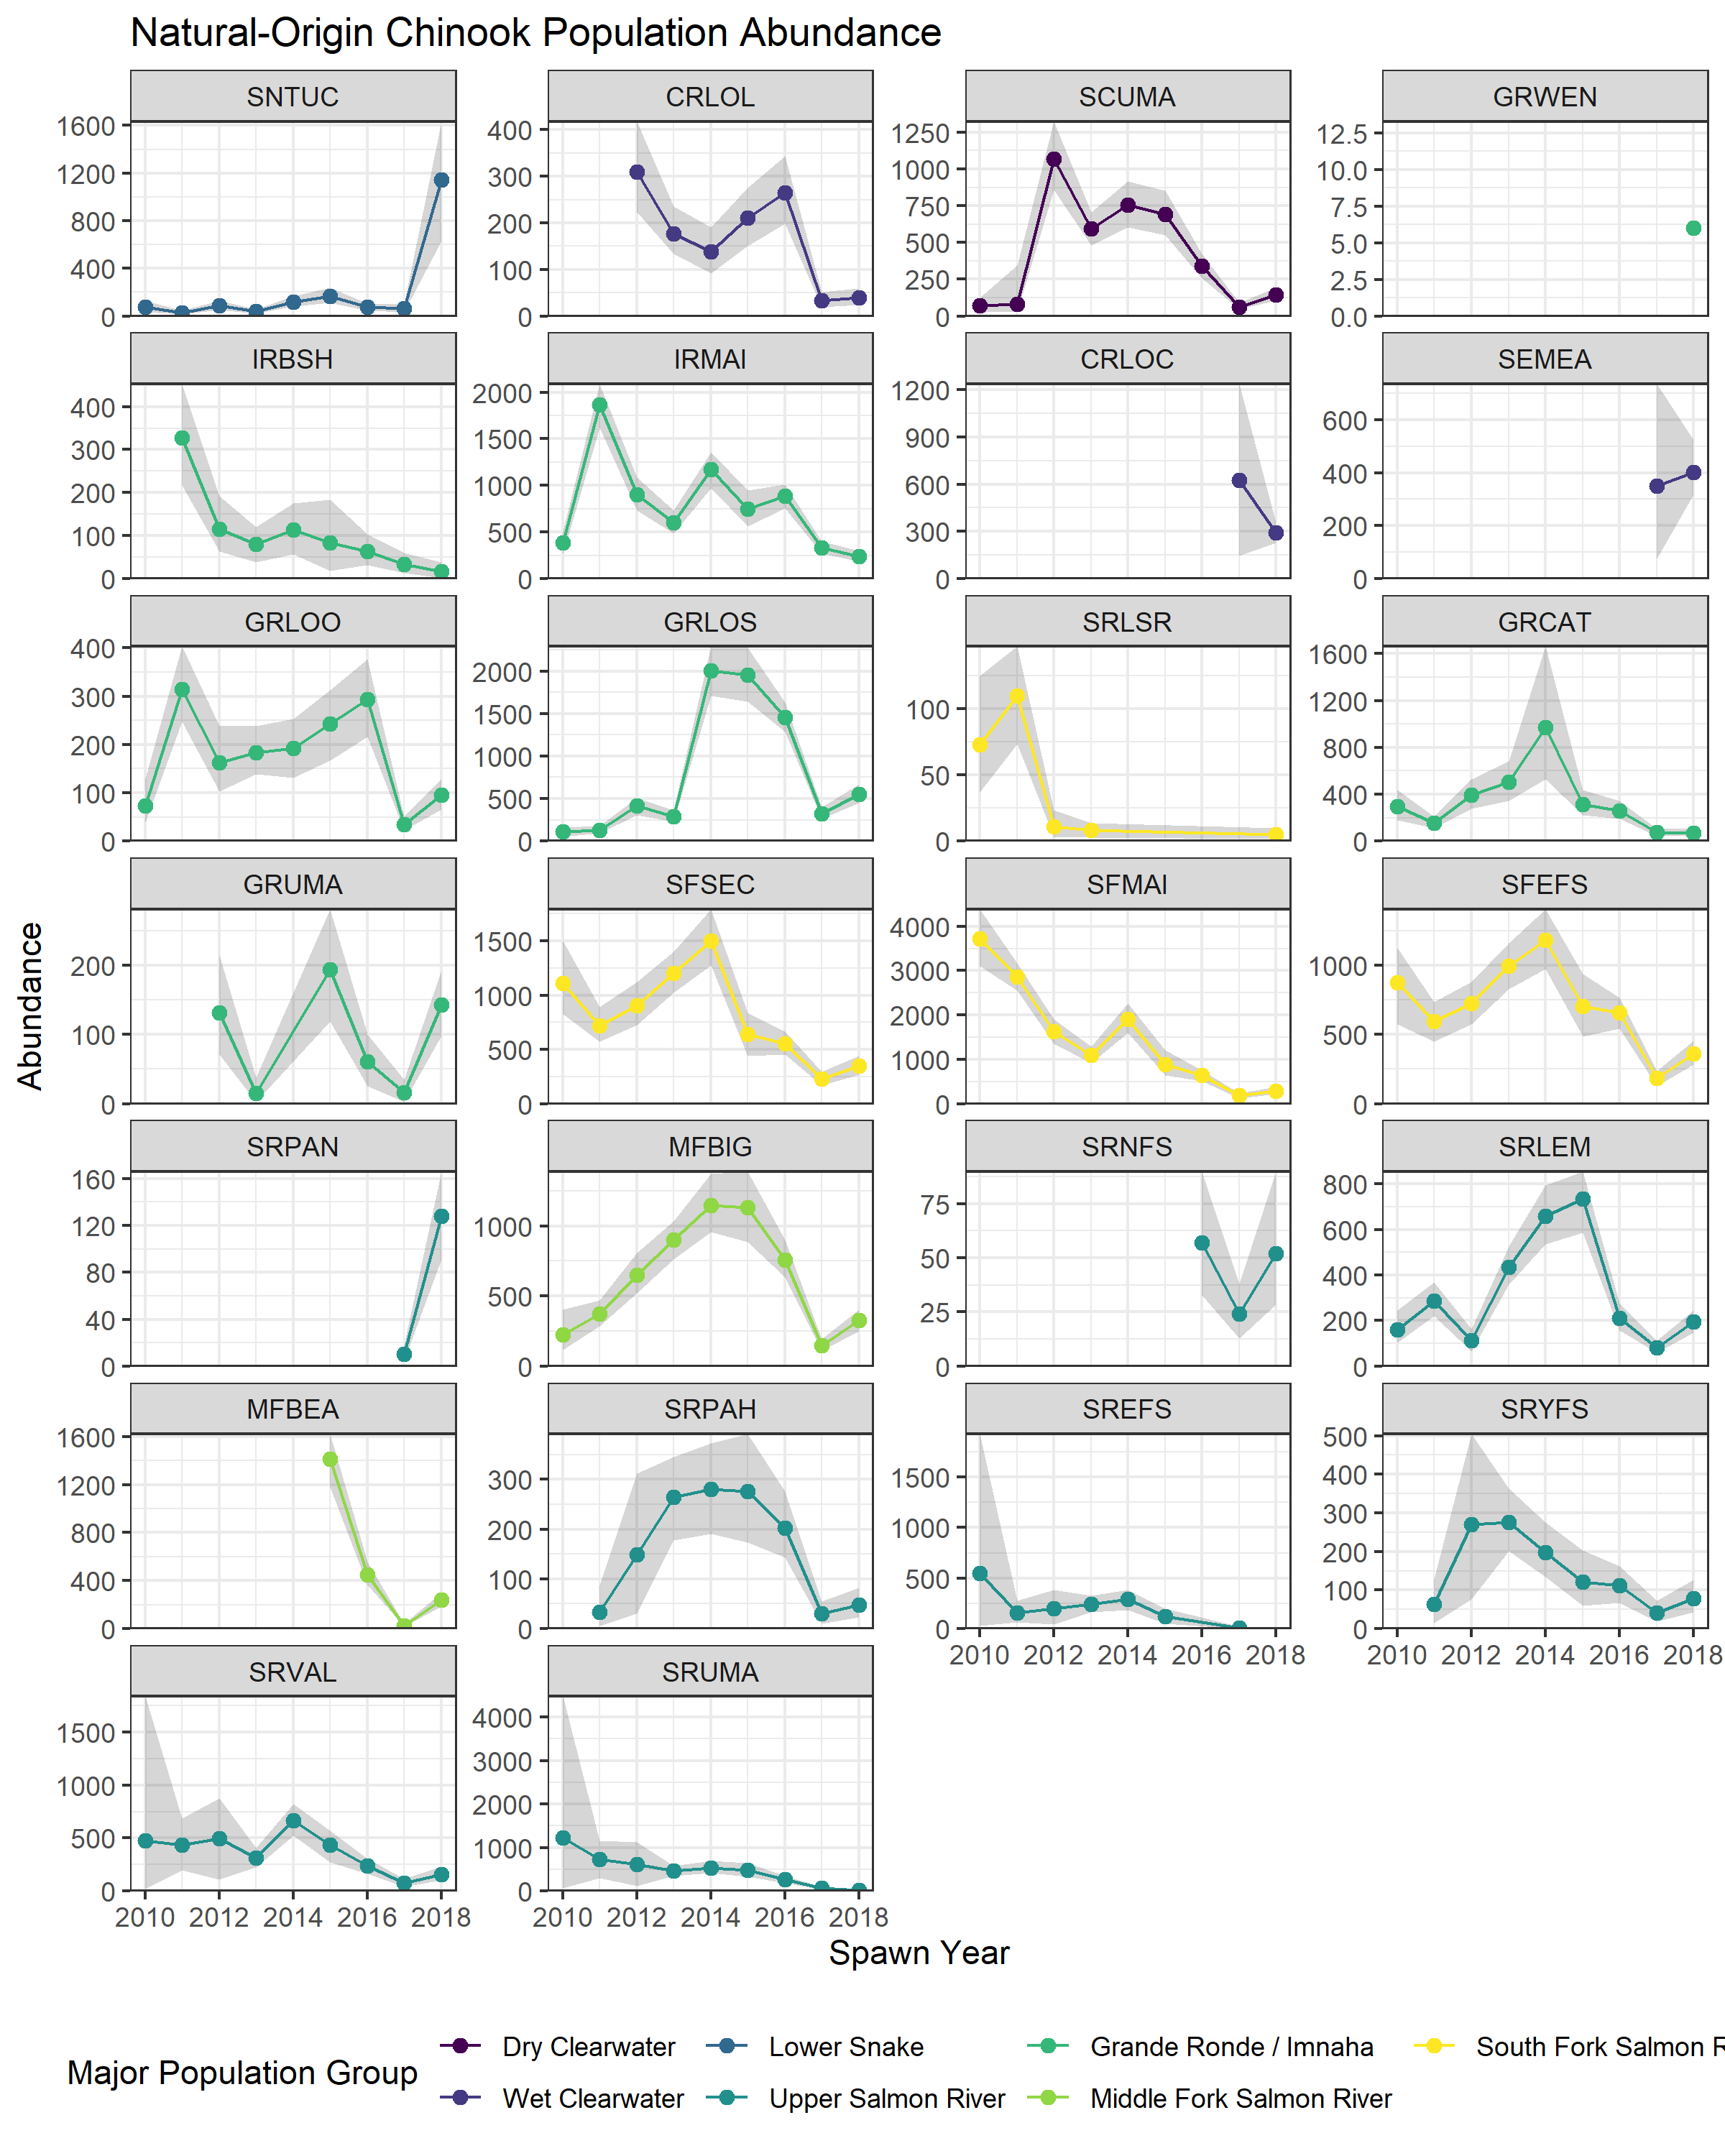 Natural-Origin Chinook Population Abundance
SNTUC CRLOL SCUMA GRWEN
1600 1200 800 400 0
400 300 200 100 0
1250 1000 750 500 250 0
12.5 10.0 7.5 5.0 2.5 0.0
IRBSH IRMAI CRLOC SEMEA
400 300 200 100 0
2000 1500 1000 500 0
1200 900 600 300 0
600 400 200 0
GRLOO GRLOS SRLSR GRCAT
400 300 200 100 0
2000 1500 1000 500 0
100 50 0
1600 1200 800 400 0
GRUMA SFSEC SFMAI SFEFS
200 100 0
1500 1000 500 0
4000 3000 2000 1000 0
1000 500 0
SRPAN MFBIG SRNFS SRLEM
160 120 80 40 0
1000 500 0
75 50 25 0
800 600 400 200 0
MFBEA SRPAH SREFS SRYFS
1600 1200 800 400 0
300 200 100 0
1500 1000 500 0
500 400 300 200 100 0
2010 2012 2014 2016 2018 2010 2012 2014 2016 2018
SRVAL SRUMA
1500 1000 500 0
4000 3000 2000 1000 0
2010 2012 2014 2016 2018 2010 2012 2014 2016 2018
Abundance
Spawn Year
Major Population Group
Dry Clearwater Lower Snake Grande Ronde / Imnaha South Fork Salmon R
Wet Clearwater Upper Salmon River Middle Fork Salmon River